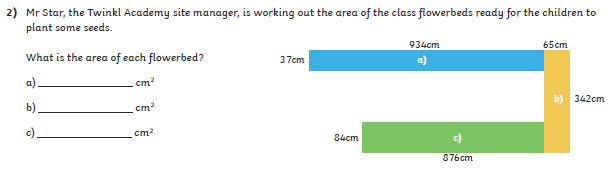 2) Mr Star, the Twinkl Academy site manager, is working out the area of the class flowerbeds ready for the children to
plant some seeds.
What is the area of each flowerbed?
a) cm²
b) cm²
c) cm²
934cm
65cm
37cm
a)
b)
342cm
84cm
c)
876cm